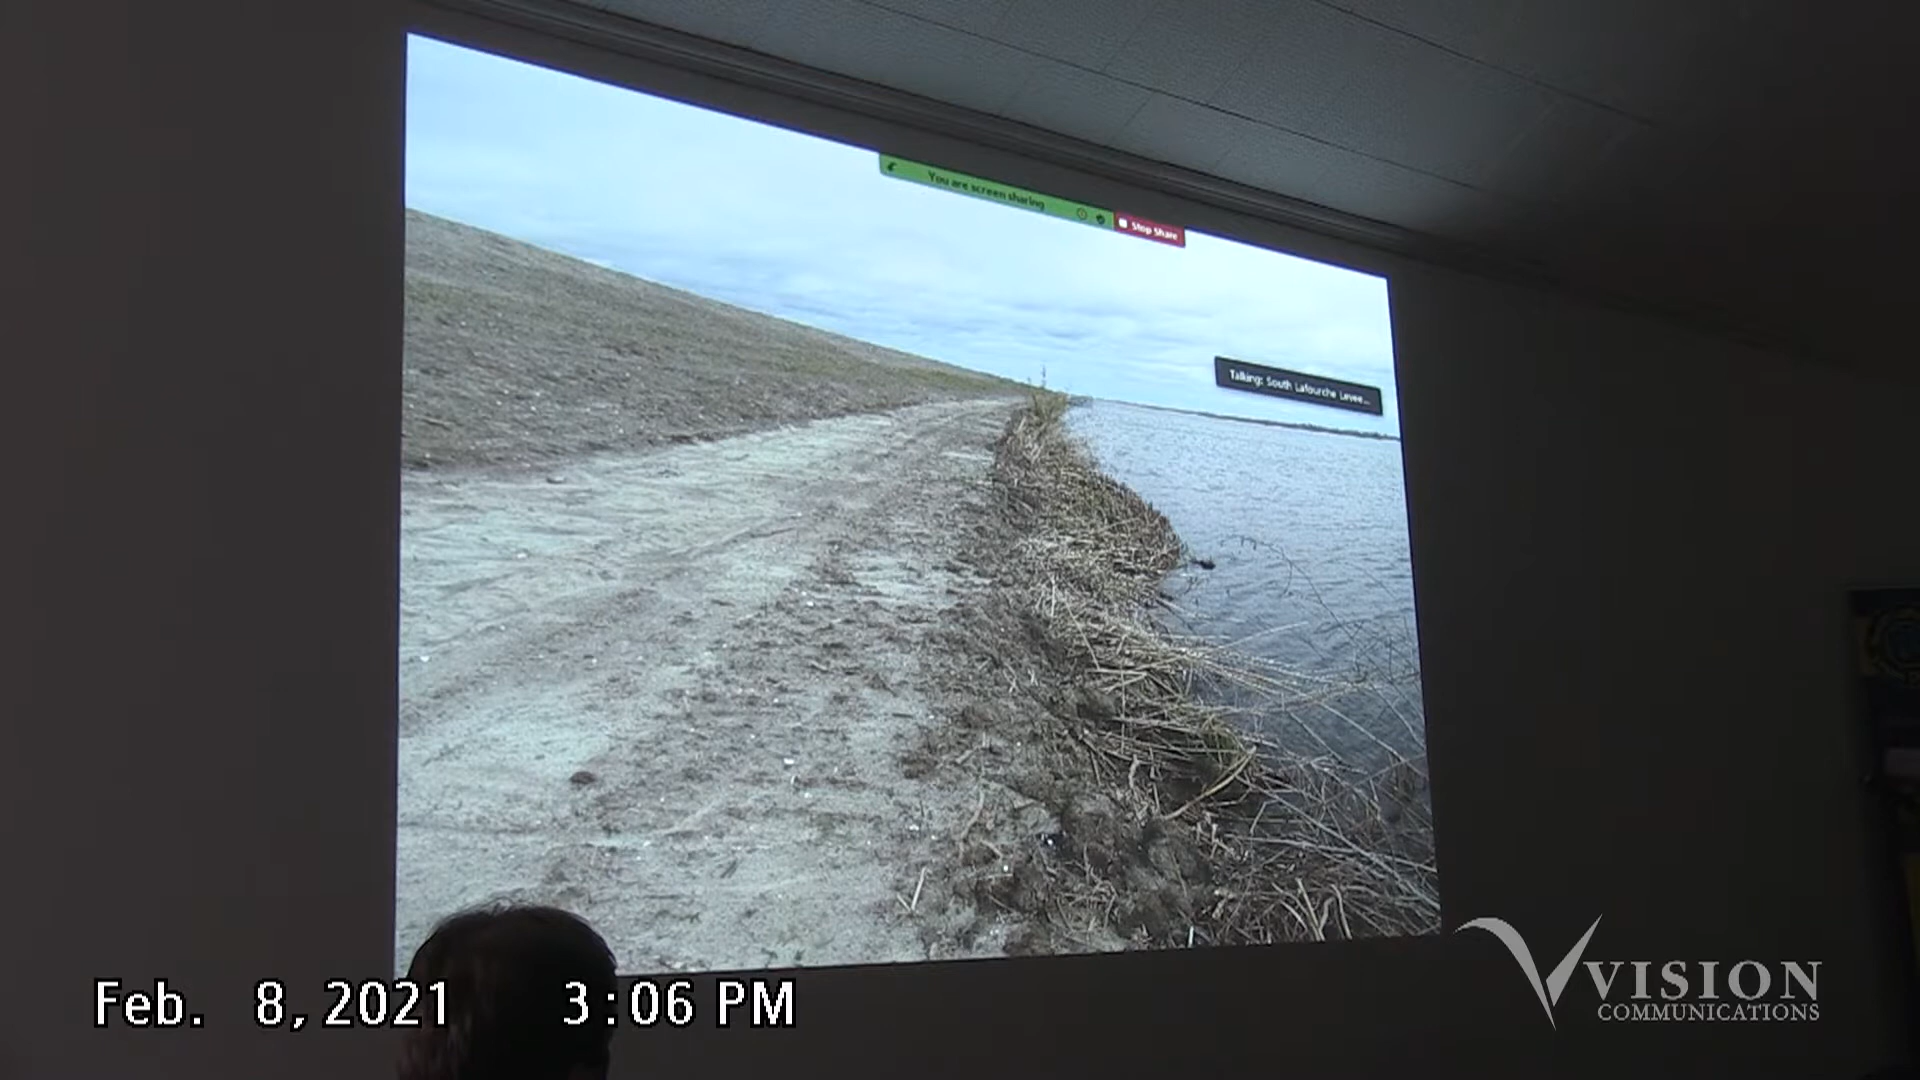 You are screen sharing
Stop Share
Talking: South Lafourche Levee...
Feb. 8, 2021 3:06 PM
VISION
COMMUNICATIONS